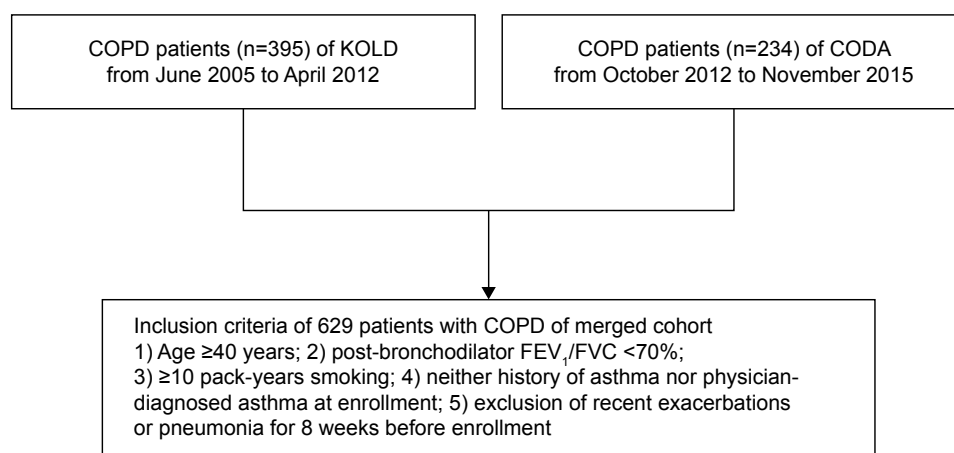 COPD patients (n=395) of KOLD
from June 2005 to April 2012
COPD patients (n=234) of CODA
from October 2012 to November 2015
Inclusion criteria of 629 patients with COPD of merged cohort
1) Age ≥40 years; 2) post-bronchodilator FEV₁/FVC <70%;
3) ≥10 pack-years smoking; 4) neither history of asthma nor physician-
diagnosed asthma at enrollment; 5) exclusion of recent exacerbations
or pneumonia for 8 weeks before enrollment